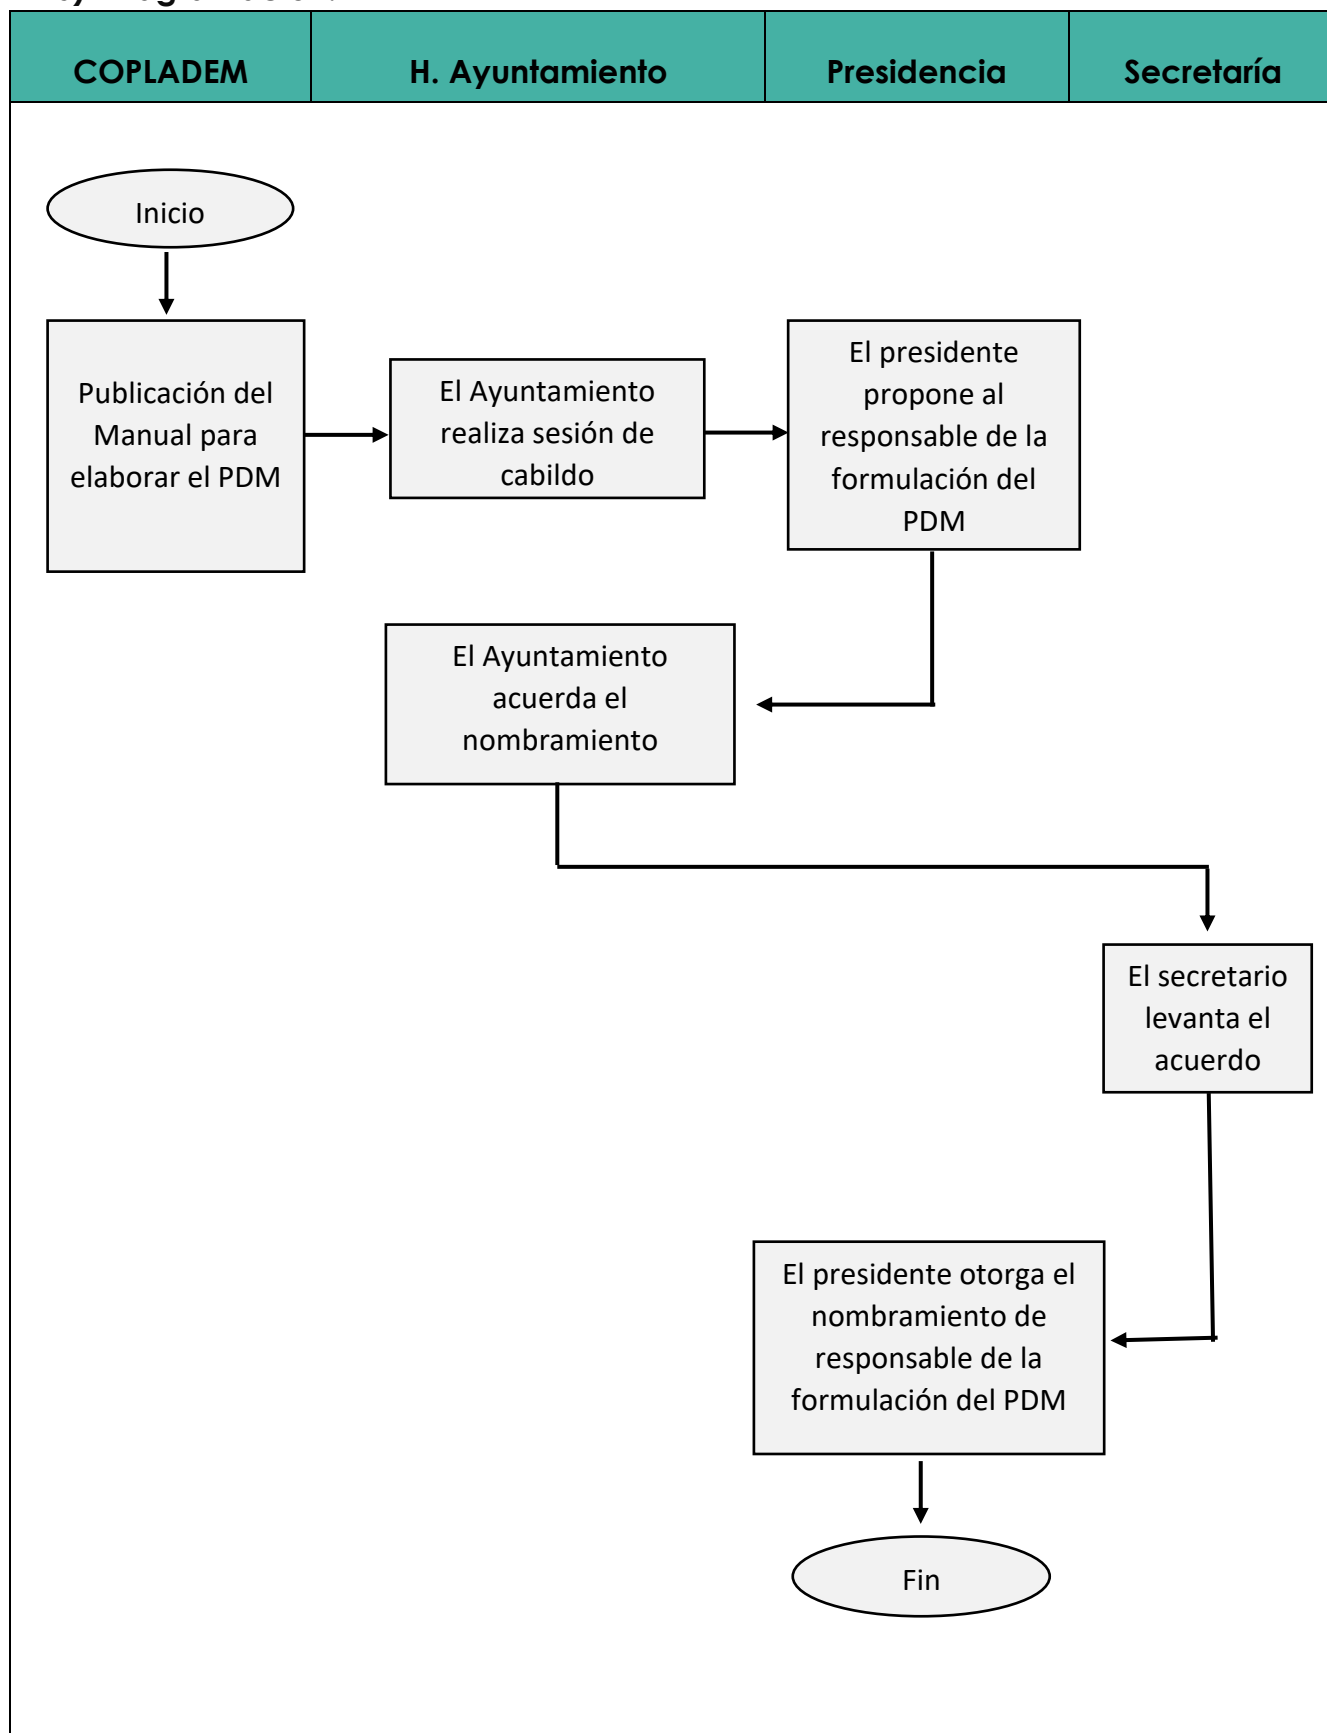 COPLADEM
H. Ayuntamiento
Presidencia
Secretaría
Inicio
Publicación del
Manual para
elaborar el PDM
El Ayuntamiento
realiza sesión de
cabildo
El presidente
propone al
responsable de la
formulación del
PDM
El Ayuntamiento
acuerda el
nombramiento
El secretario
levanta el
acuerdo
El presidente otorga el
nombramiento de
responsable de la
formulación del PDM
Fin